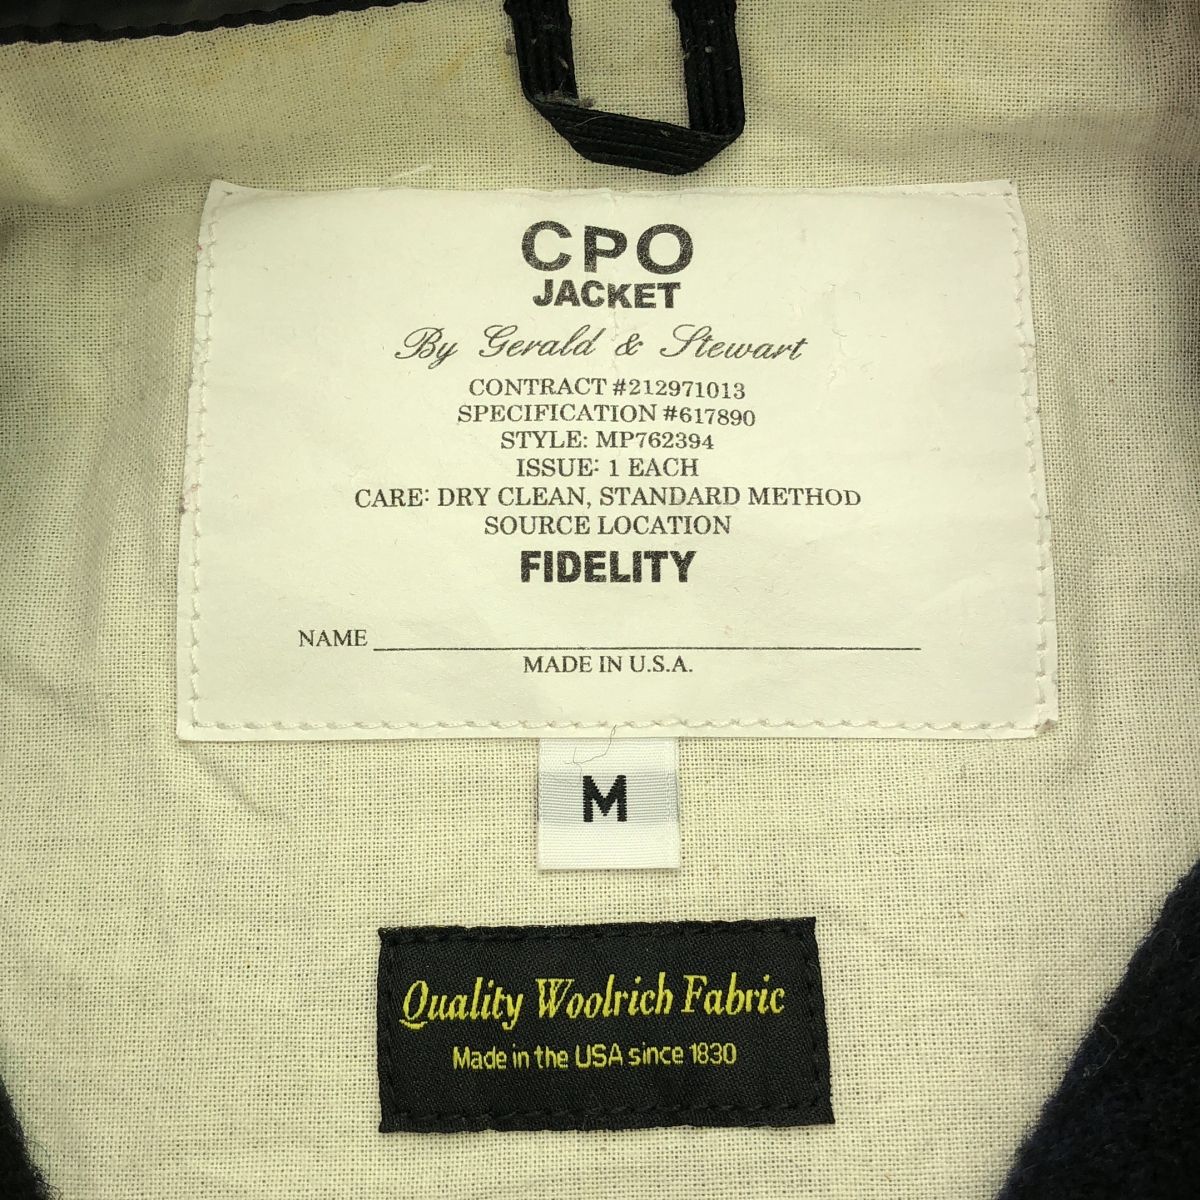 CPO
JACKET
By Gerald & Stewart
CONTRACT #212971013
SPECIFICATION #617890
STYLE: MP762394
ISSUE: 1 EACH
CARE: DRY CLEAN, STANDARD METHOD
SOURCE LOCATION
FIDELITY
NAME
MADE IN U.S.A.
M
Quality Woolrich Fabric
Made in the USA since 1830